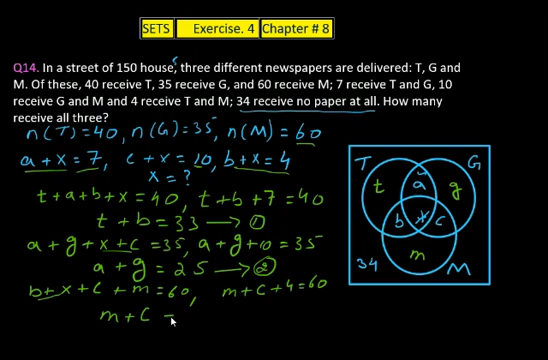 SETS Exercise. 4 Chapter # 8
Q14. In a street of 150 house,s three different newspapers are delivered: T, G and
M. Of these, 40 receive T, 35 receive G, and 60 receive M; 7 receive T and G, 10
receive G and M and 4 receive T and M; 34 receive no paper at all. How many
receive all three?
n(T)=40, n(G)=35, n(M)=60
a+x=7, c+x=10, b+x=4
x=?
t+a+b+x=40, t+b+7=40
t+b=33 → ①
a+g+x+c=35, a+g+10=35
a+g=25 → ②
b+x+c+m=60, m+c+4=60
m+c =
T G
t a g
b x c
m
34 M